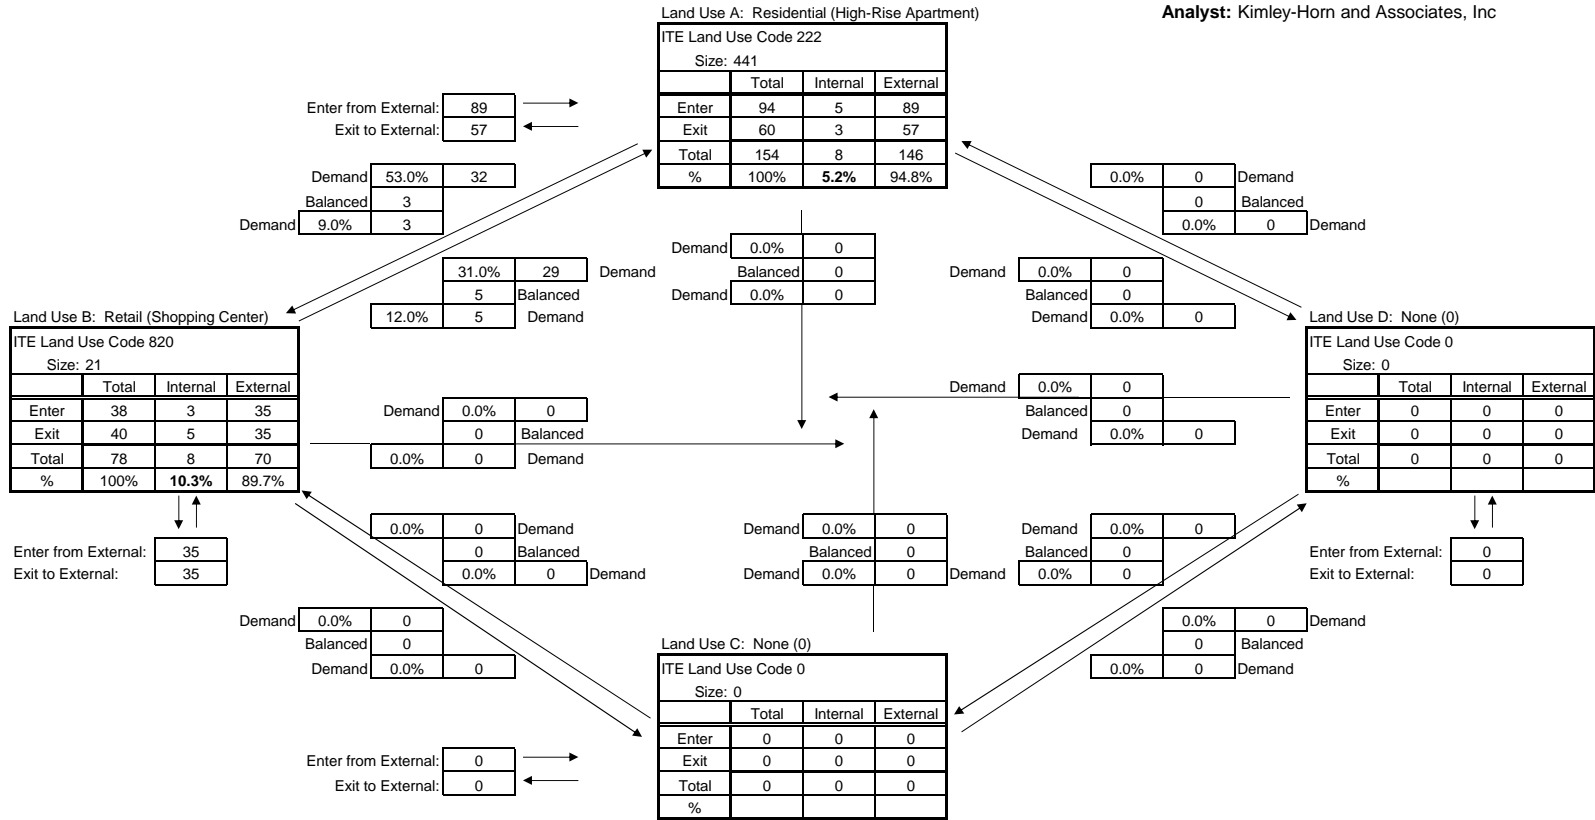 Land Use A: Residential (High-Rise Apartment)
Analyst: Kimley-Horn and Associates, Inc
ITE Land Use Code 222
Size: 441
Total Internal External
Enter 94 5 89
Exit 60 3 57
Total 154 8 146
% 100% 5.2% 94.8%
Enter from External: 89
Exit to External: 57
Demand 53.0% 32
Balanced 3
Demand 9.0% 3
31.0% 29 Demand
5 Balanced
12.0% 5 Demand
Demand 0.0% 0
Balanced 0
Demand 0.0% 0
0.0% 0 Demand
0 Balanced
0.0% 0 Demand
Demand 0.0% 0
Balanced 0
Demand 0.0% 0
Land Use B: Retail (Shopping Center)
ITE Land Use Code 820
Size: 21
Total Internal External
Enter 38 3 35
Exit 40 5 35
Total 78 8 70
% 100% 10.3% 89.7%
Demand 0.0% 0
0 Balanced
0.0% 0 Demand
Demand 0.0% 0
Balanced 0
Demand 0.0% 0
Land Use D: None (0)
ITE Land Use Code 0
Size: 0
Total Internal External
Enter 0 0 0
Exit 0 0 0
Total 0 0 0
%
Enter from External: 35
Exit to External: 35
0.0% 0 Demand
0 Balanced
0.0% 0 Demand
Demand 0.0% 0
Balanced 0
Demand 0.0% 0
Demand 0.0% 0
Balanced 0
Demand 0.0% 0
Enter from External: 0
Exit to External: 0
Demand 0.0% 0
Balanced 0
Demand 0.0% 0
0.0% 0 Demand
0 Balanced
0.0% 0 Demand
Land Use C: None (0)
ITE Land Use Code 0
Size: 0
Total Internal External
Enter 0 0 0
Exit 0 0 0
Total 0 0 0
%
Enter from External: 0
Exit to External: 0